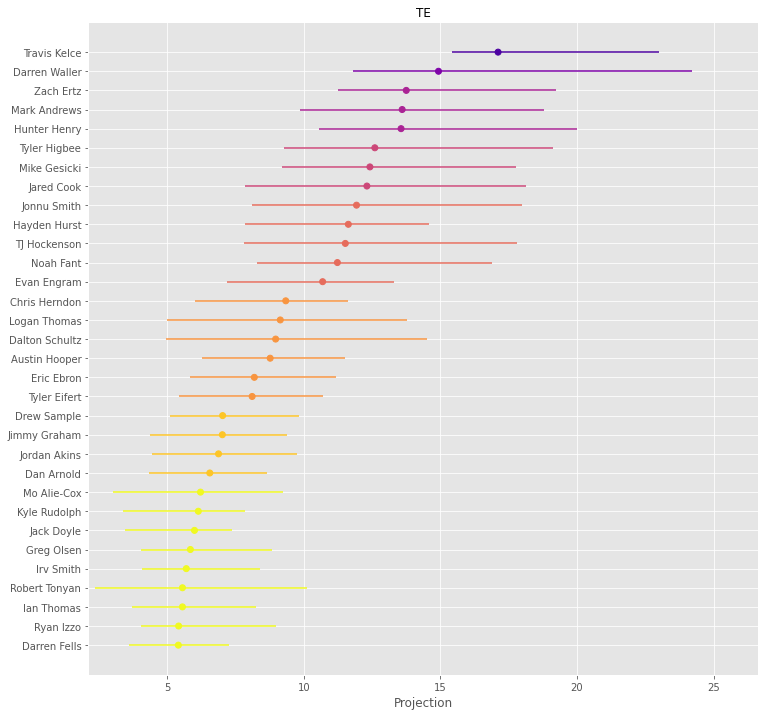 TE
Travis Kelce
Darren Waller
Zach Ertz
Mark Andrews
Hunter Henry
Tyler Higbee
Mike Gesicki
Jared Cook
Jonnu Smith
Hayden Hurst
TJ Hockenson
Noah Fant
Evan Engram
Chris Herndon
Logan Thomas
Dalton Schultz
Austin Hooper
Eric Ebron
Tyler Eifert
Drew Sample
Jimmy Graham
Jordan Akins
Dan Arnold
Mo Alie-Cox
Kyle Rudolph
Jack Doyle
Greg Olsen
Irv Smith
Robert Tonyan
Ian Thomas
Ryan Izzo
Darren Fells
5 10 15 20 25
Projection